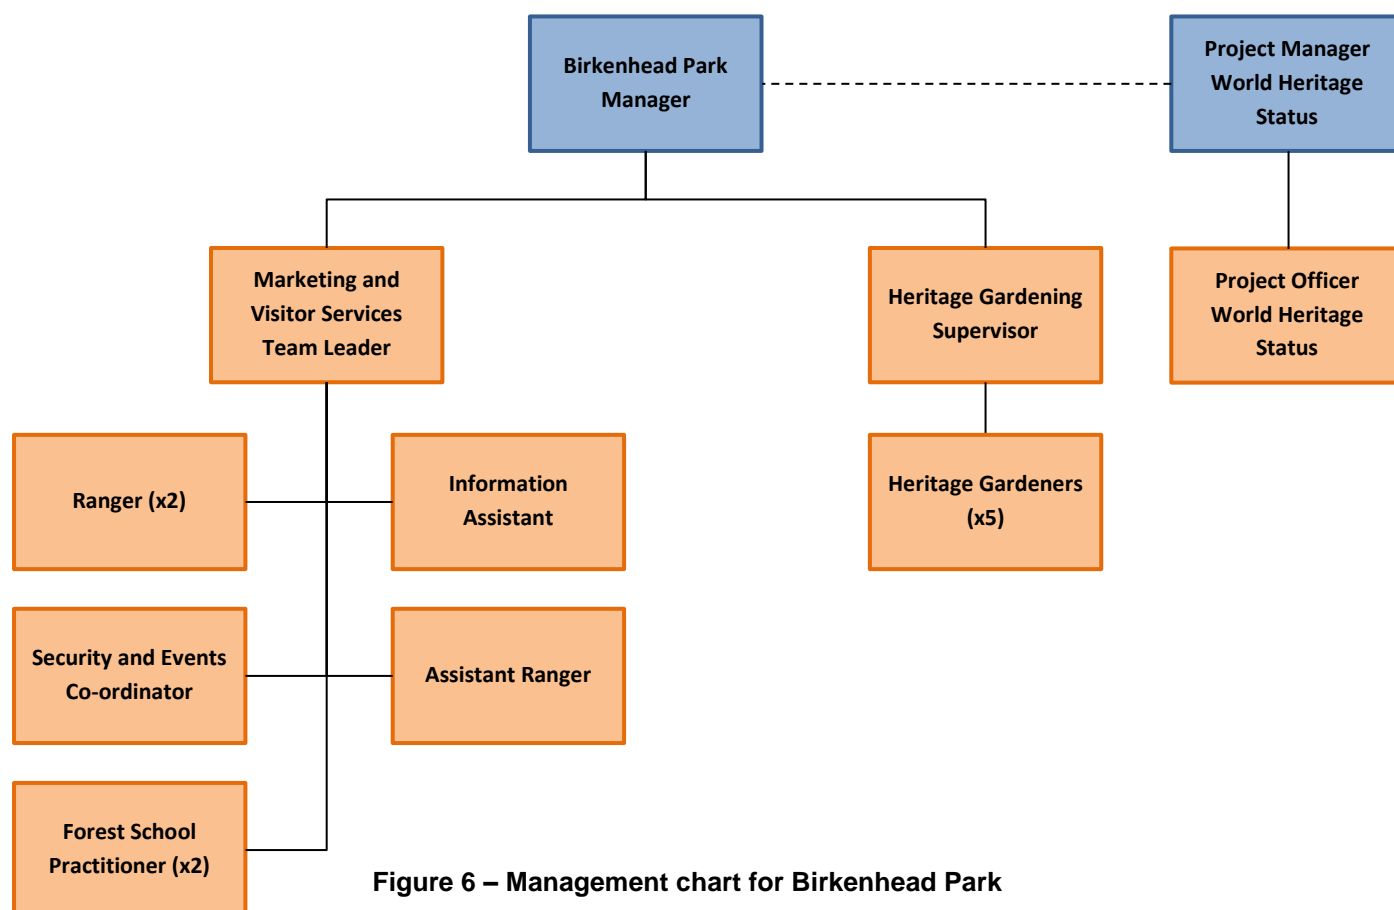 Birkenhead Park
Manager
Project Manager
World Heritage
Status
Marketing and
Visitor Services
Team Leader
Heritage Gardening
Supervisor
Project Officer
World Heritage
Status
Ranger (x2)
Information
Assistant
Heritage Gardeners
(x5)
Security and Events
Co-ordinator
Assistant Ranger
Forest School
Practitioner (x2)
Figure 6 – Management chart for Birkenhead Park